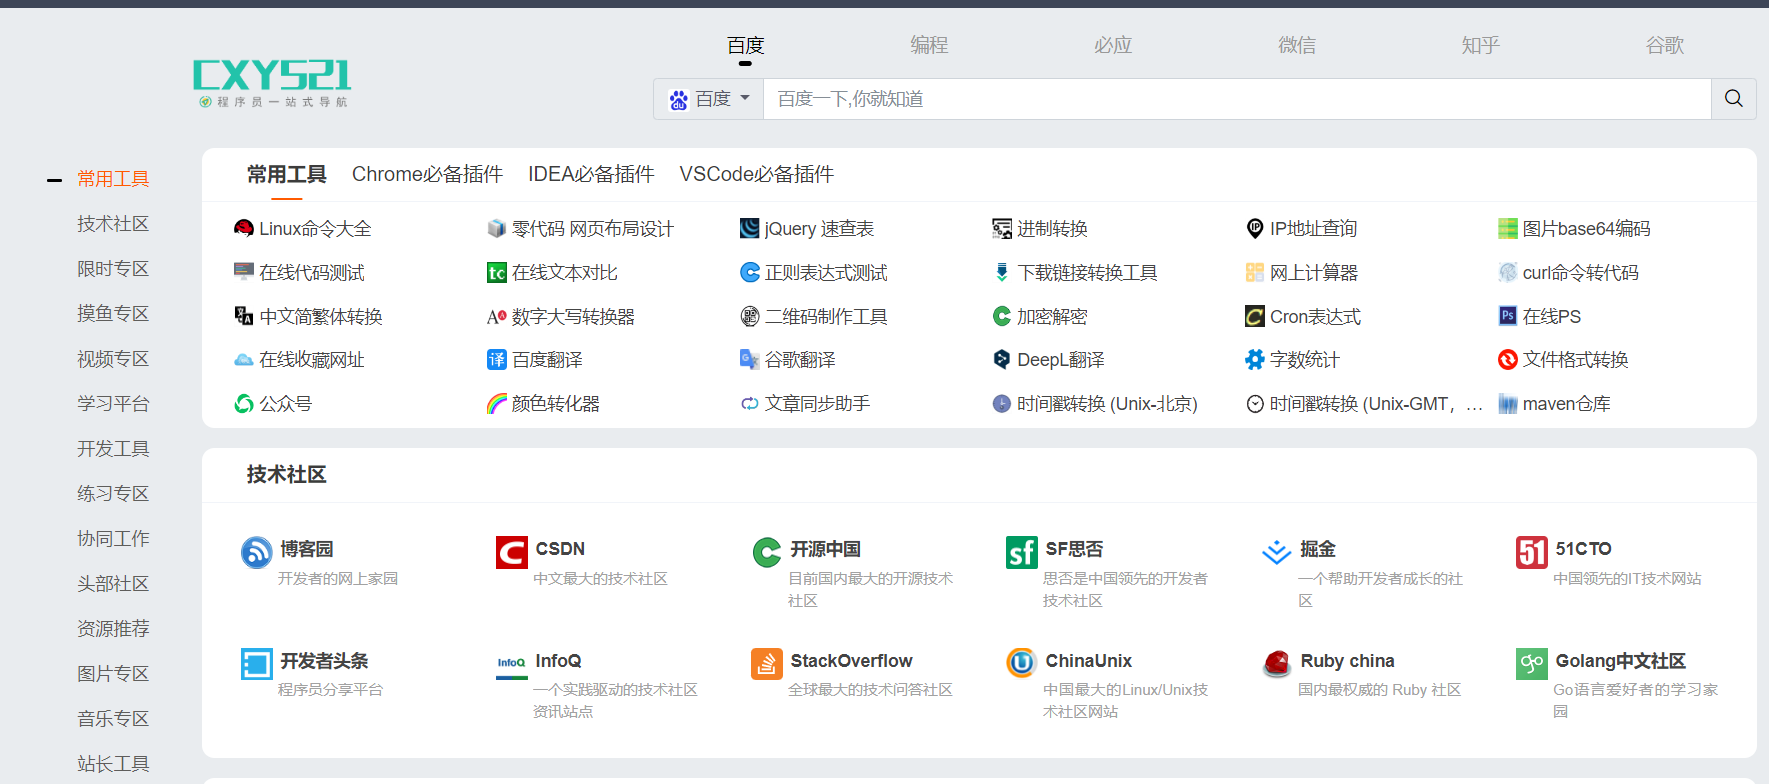 百度 编程 必应 微信 知乎 谷歌
CXY521
程序员一站式导航
百度 百度一下,你就知道
常用工具
技术社区
限时专区
摸鱼专区
视频专区
学习平台
开发工具
练习专区
协同工作
头部社区
资源推荐
图片专区
音乐专区
站长工具
常用工具 Chrome必备插件 IDEA必备插件 VSCode必备插件
Linux命令大全 零代码 网页布局设计 jQuery 速查表 进制转换 IP地址查询 图片base64编码
在线代码测试 在线文本对比 正则表达式测试 下载链接转换工具 网上计算器 curl命令转代码
中文简繁体转换 数字大写转换器 二维码制作工具 加密解密 Cron表达式 在线PS
在线收藏网址 百度翻译 谷歌翻译 DeepL翻译 字数统计 文件格式转换
公众号 颜色转化器 文章同步助手 时间戳转换 (Unix-北京) 时间戳转换 (Unix-GMT，... maven仓库
技术社区
博客园
开发者的网上家园
CSDN
中文最大的技术社区
开源中国
目前国内最大的开源技术
社区
SF思否
思否是中国领先的开发者
技术社区
掘金
一个帮助开发者成长的社
区
51CTO
中国领先的IT技术网站
开发者头条
程序员分享平台
InfoQ
一个实践驱动的技术社区
资讯站点
StackOverflow
全球最大的技术问答社区
ChinaUnix
中国最大的Linux/Unix技
术社区网站
Ruby china
国内最权威的 Ruby 社区
Golang中文社区
Go语言爱好者的学习家
园